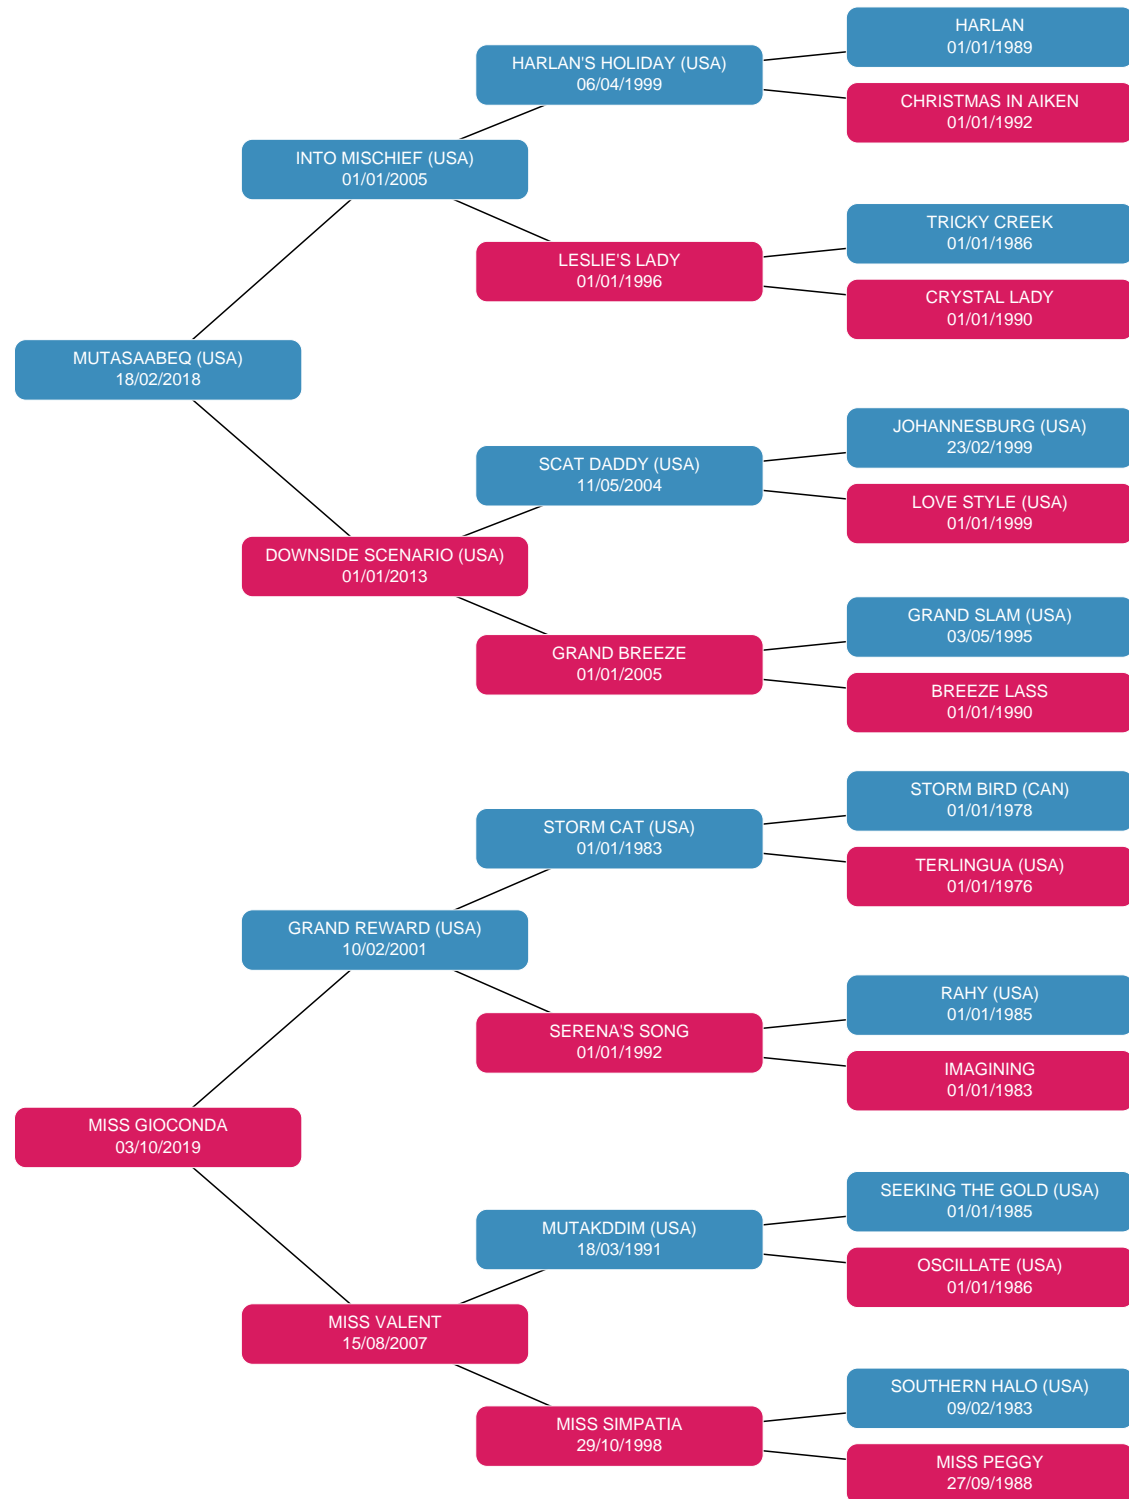 HARLAN
01/01/1989
HARLAN'S HOLIDAY (USA)
06/04/1999
CHRISTMAS IN AIKEN
01/01/1992
INTO MISCHIEF (USA)
01/01/2005
TRICKY CREEK
01/01/1986
LESLIE'S LADY
01/01/1996
CRYSTAL LADY
01/01/1990
MUTASAABEQ (USA)
18/02/2018
JOHANNESBURG (USA)
23/02/1999
SCAT DADDY (USA)
11/05/2004
LOVE STYLE (USA)
01/01/1999
DOWNSIDE SCENARIO (USA)
01/01/2013
GRAND SLAM (USA)
03/05/1995
GRAND BREEZE
01/01/2005
BREEZE LASS
01/01/1990
STORM BIRD (CAN)
01/01/1978
STORM CAT (USA)
01/01/1983
TERLINGUA (USA)
01/01/1976
GRAND REWARD (USA)
10/02/2001
RAHY (USA)
01/01/1985
SERENA'S SONG
01/01/1992
IMAGINING
01/01/1983
MISS GIOCONDA
03/10/2019
SEEKING THE GOLD (USA)
01/01/1985
MUTAKDDIM (USA)
18/03/1991
OSCILLATE (USA)
01/01/1986
MISS VALENT
15/08/2007
SOUTHERN HALO (USA)
09/02/1983
MISS SIMPATIA
29/10/1998
MISS PEGGY
27/09/1988